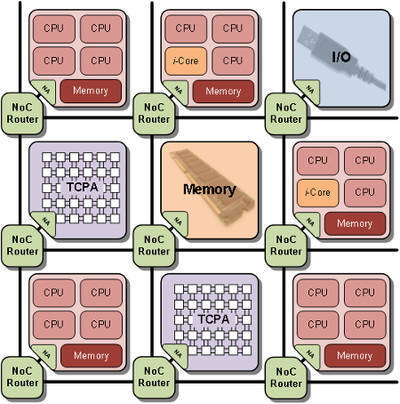 CPU CPU
CPU CPU
NA Memory
NoC
Router
CPU CPU
i-Core CPU
NA Memory
NoC
Router
I/O
NA
NoC
Router
TCPA
NA
NoC
Router
Memory
NA
NoC
Router
CPU CPU
i-Core CPU
NA Memory
NoC
Router
CPU CPU
CPU CPU
NA Memory
NoC
Router
TCPA
NA
NoC
Router
CPU CPU
CPU CPU
NA Memory
NoC
Router